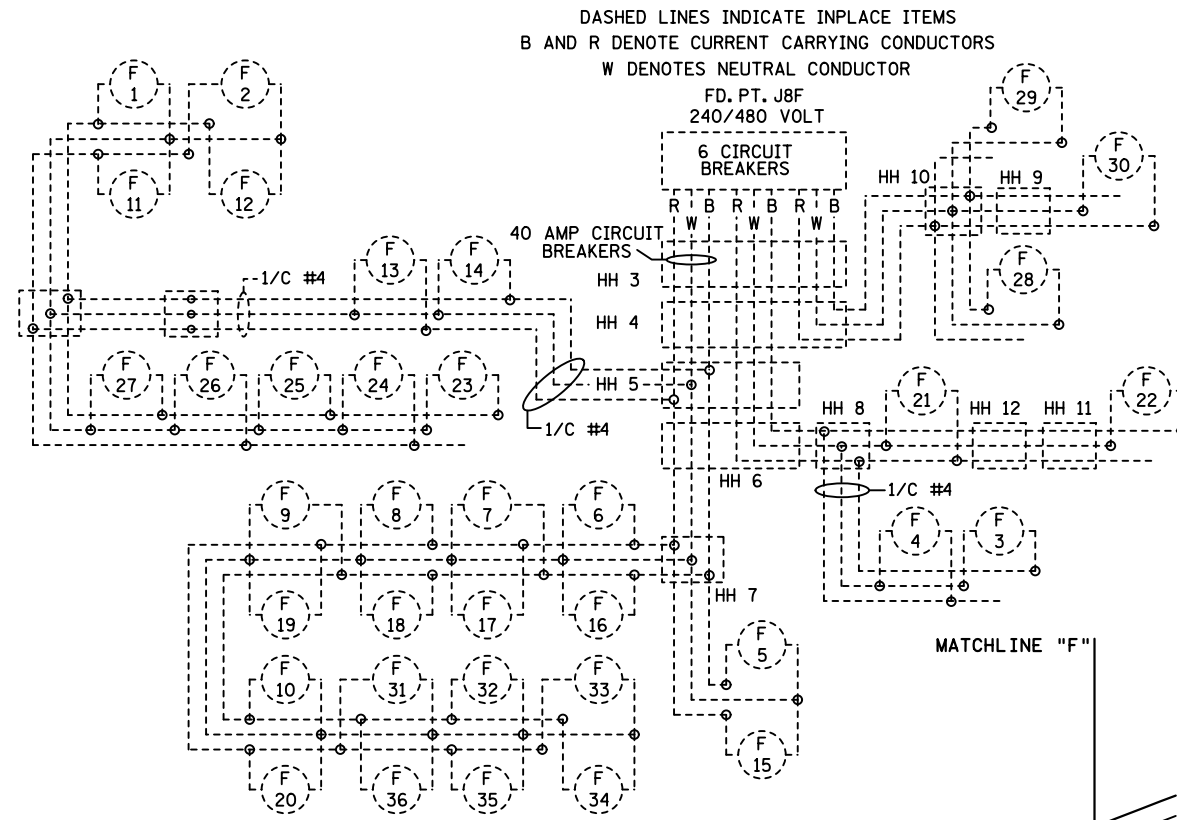 DASHED LINES INDICATE INPLACE ITEMS
B AND R DENOTE CURRENT CARRYING CONDUCTORS
W DENOTES NEUTRAL CONDUCTOR
FD. PT. J8F
240/480 VOLT
6 CIRCUIT
BREAKERS
R W B R W B R W B
40 AMP CIRCUIT
BREAKERS
HH 3
HH 4
HH 5
HH 6
HH 7
HH 8
HH 12
HH 11
HH 10
HH 9
F
1
F
2
F
11
F
12
1/C #4
F
13
F
14
F
27
F
26
F
25
F
24
F
23
1/C #4
F
29
F
30
F
28
F
21
F
22
1/C #4
F
4
F
3
F
9
F
8
F
7
F
6
F
19
F
18
F
17
F
16
F
10
F
31
F
32
F
33
F
20
F
36
F
35
F
34
F
5
F
15
MATCHLINE "F"